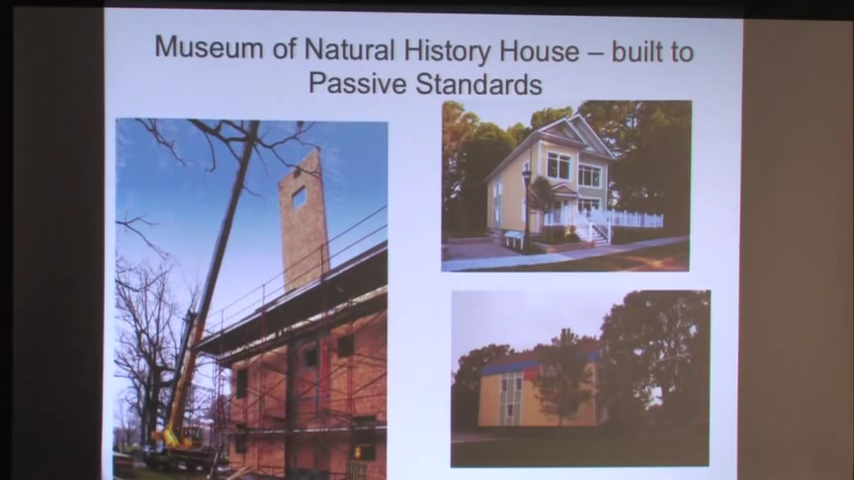 Museum of Natural History House – built to
Passive Standards